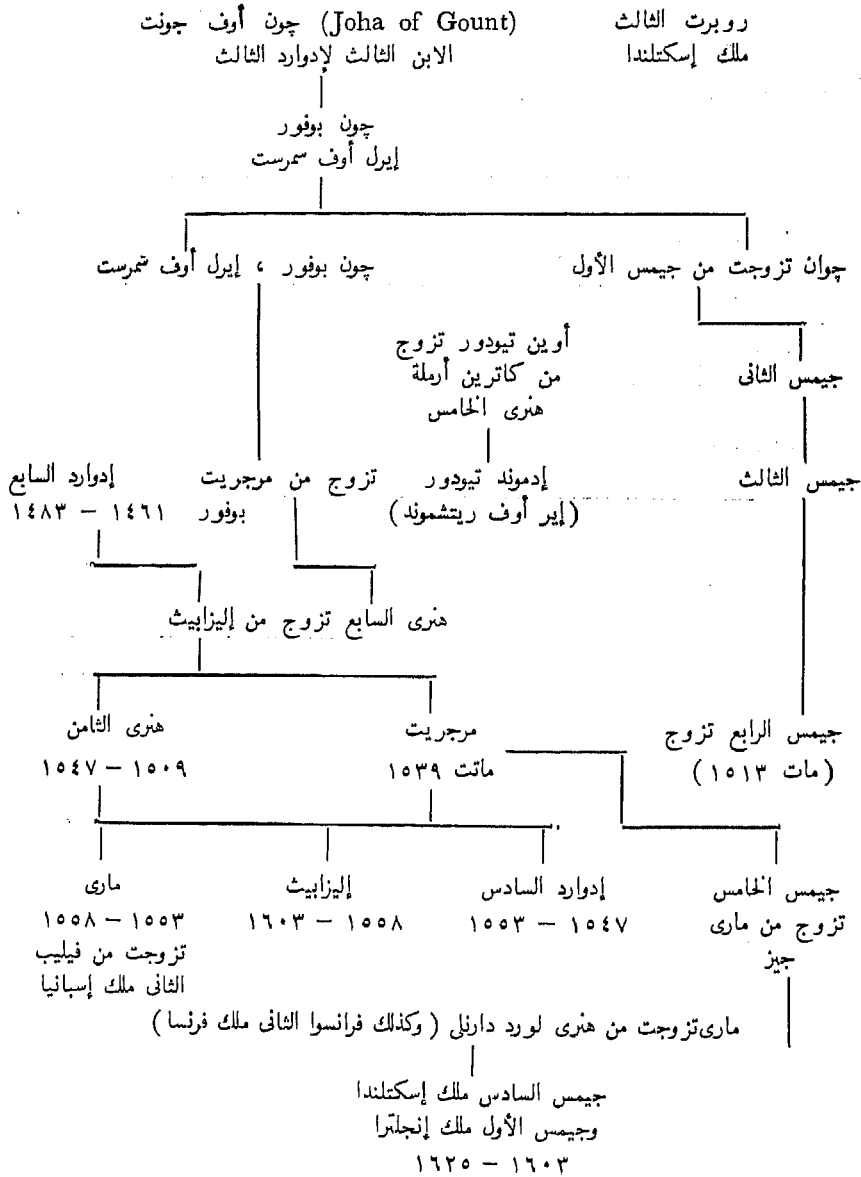 روبرت الثالث
ملك إسكتلندا
(Joha of Gount) چون أوف جونت
الابن الثالث لإدوارد الثالث
چون بوفور
إيرل أوف سمرست
چوان تزوجت من جيمس الأول
چون بوفور ، إيرل أوف سمرست
أوين تيودور تزوج
من كاترين أرملة
هنرى الخامس
جيمس الثانى
جيمس الثالث
إدموند تيودور
(إير أوف ريتشموند)
تزوج من مرجريت
بوفور
إدوارد السابع
١٤٦١ – ١٤٨٣
هنرى السابع تزوج من إليزابيث
جيمس الرابع تزوج
(مات ١٥١٣)
مرجريت
ماتت ١٥٣٩
هنرى الثامن
١٥٠٩ – ١٥٤٧
جيمس الخامس
تزوج من مارى
جيز
إدوارد السادس
١٥٤٧ – ١٥٥٣
إليزابيث
١٥٥٨ – ١٦٠٣
مارى
١٥٥٣ – ١٥٥٨
تزوجت من فيليب
الثانى ملك إسبانيا
مارى تزوجت من هنرى لورد دارنلى (وكذلك فرانسوا الثانى ملك فرنسا)
جيمس السادس ملك إسكتلندا
وجيمس الأول ملك إنجلترا
١٦٠٣ – ١٦٢٥